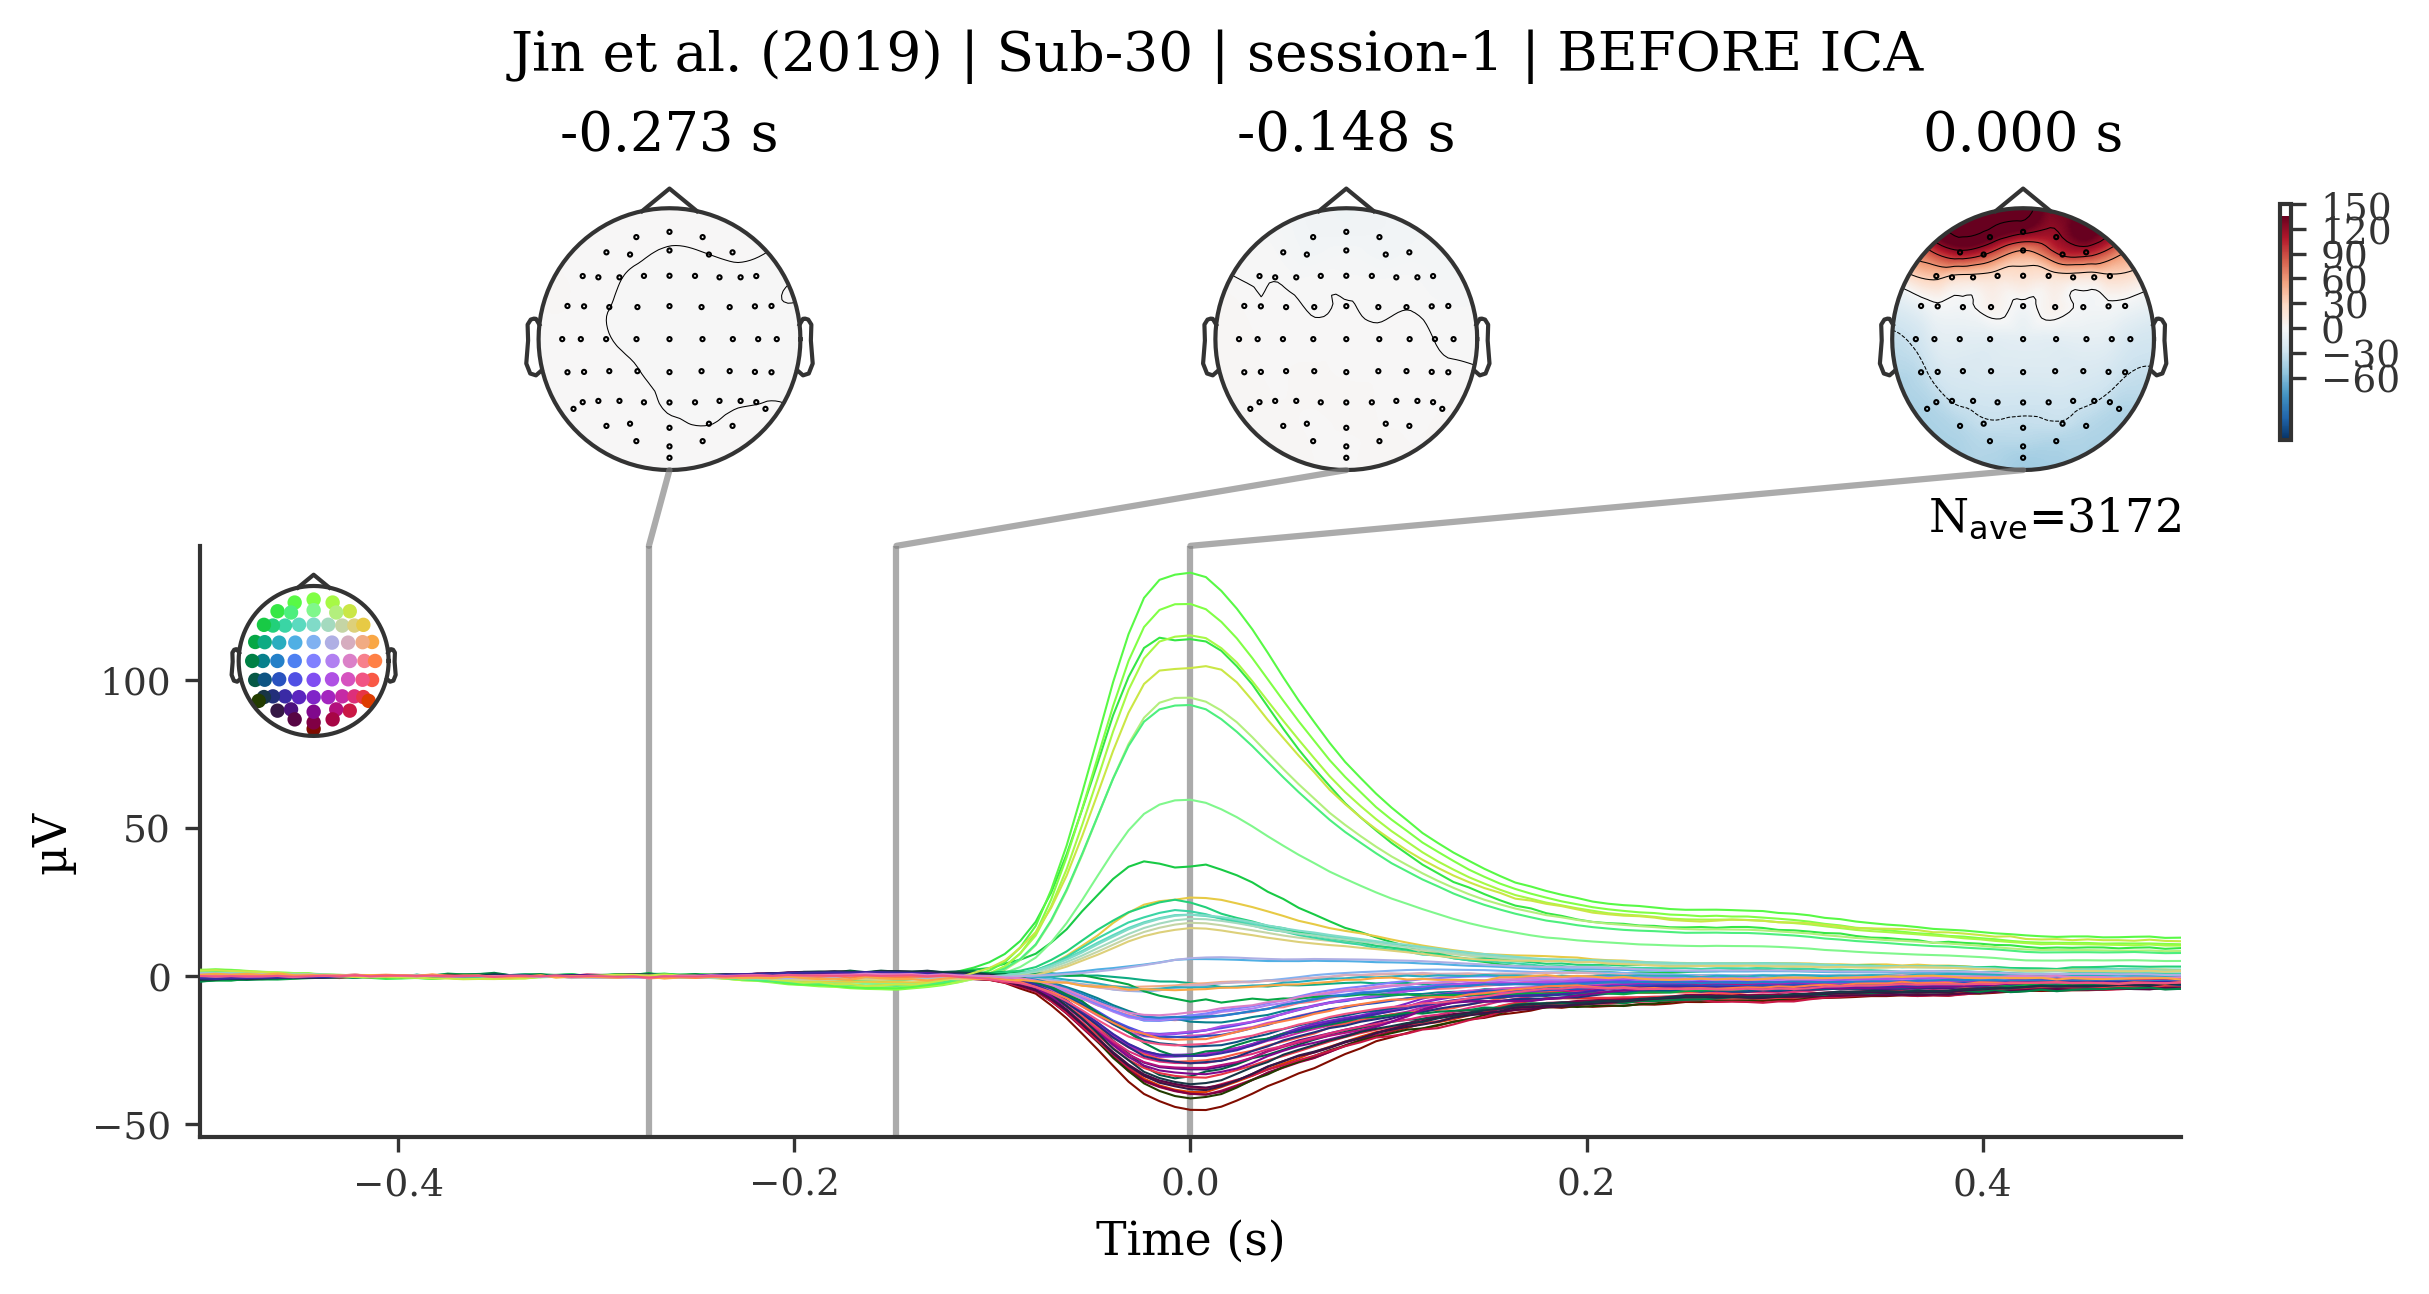 Jin et al. (2019) | Sub-30 | session-1 | BEFORE ICA
-0.273 s
-0.148 s
0.000 s
150
120
90
60
30
0
−30
−60
Nave=3172
100
50
0
−50
µV
−0.4
−0.2
0.0
0.2
0.4
Time (s)